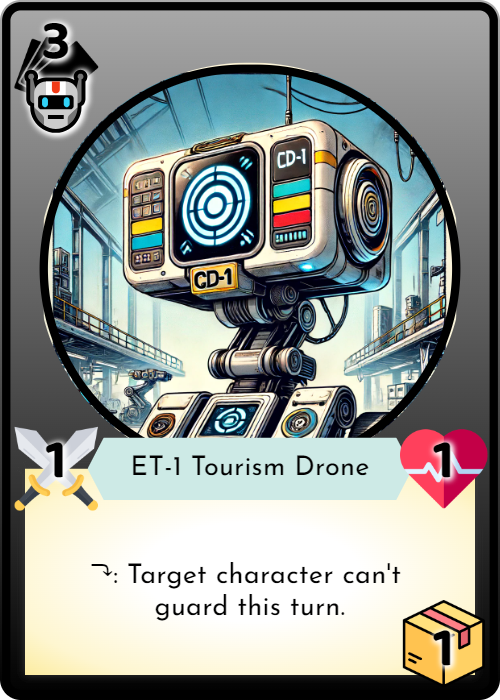 3
CD-1
CD-1
1
ET-1 Tourism Drone
1
⤵: Target character can't
guard this turn.
1